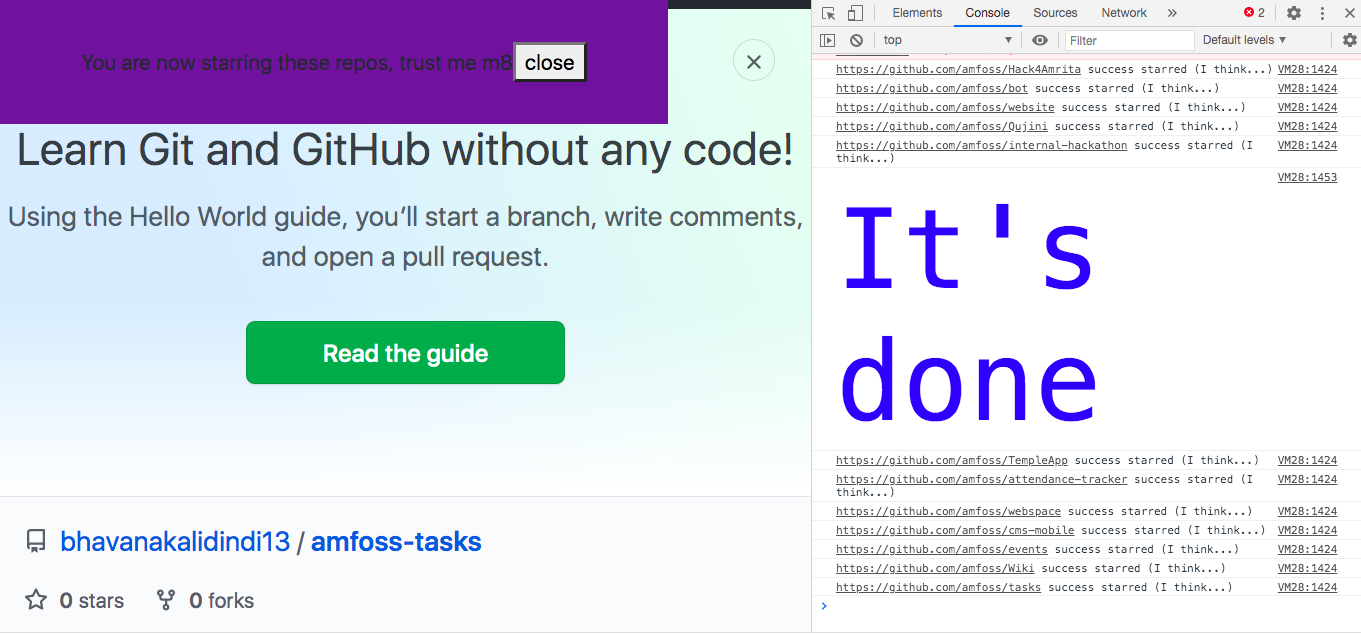 You are now starring these repos, trust me m8 close
Learn Git and GitHub without any code!
Using the Hello World guide, you’ll start a branch, write comments,
and open a pull request.
Read the guide
bhavanakalidindi13 / amfoss-tasks
0 stars 0 forks
Elements Console Sources Network » 2
top Filter Default levels ▼
https://github.com/amfoss/Hack4Amrita success starred (I think...) VM28:1424
https://github.com/amfoss/bot success starred (I think...) VM28:1424
https://github.com/amfoss/website success starred (I think...) VM28:1424
https://github.com/amfoss/Qujini success starred (I think...) VM28:1424
https://github.com/amfoss/internal-hackathon success starred (I VM28:1424
think...)
VM28:1453
It's
done
https://github.com/amfoss/TempleApp success starred (I think...) VM28:1424
https://github.com/amfoss/attendance-tracker success starred (I VM28:1424
think...)
https://github.com/amfoss/webspace success starred (I think...) VM28:1424
https://github.com/amfoss/cms-mobile success starred (I think...) VM28:1424
https://github.com/amfoss/events success starred (I think...) VM28:1424
https://github.com/amfoss/Wiki success starred (I think...) VM28:1424
https://github.com/amfoss/tasks success starred (I think...) VM28:1424